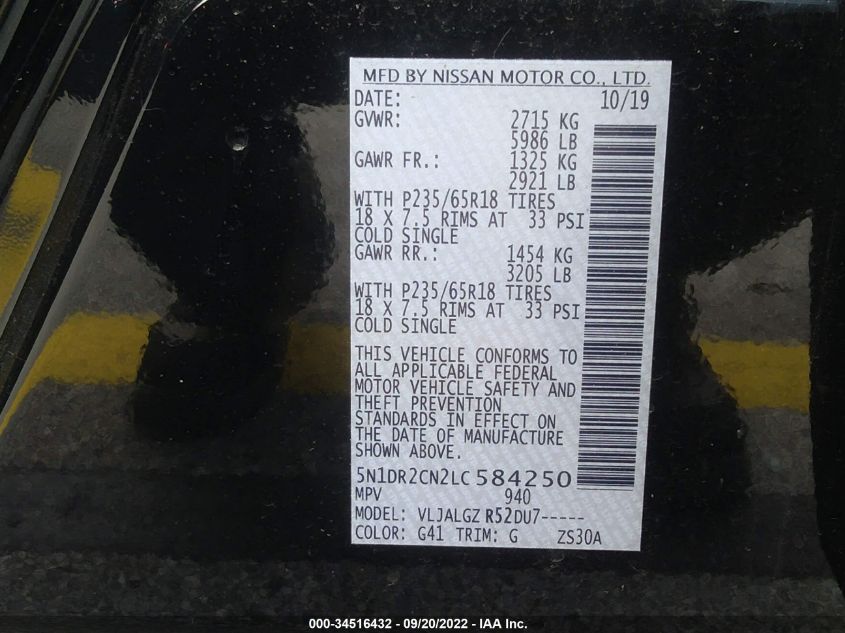 MFD BY NISSAN MOTOR CO., LTD.
DATE: 10/19
GVWR: 2715 KG
5986 LB
GAWR FR.: 1325 KG
2921 LB
WITH P235/65R18 TIRES
18 X 7.5 RIMS AT 33 PSI
COLD SINGLE
GAWR RR.: 1454 KG
3205 LB
WITH P235/65R18 TIRES
18 X 7.5 RIMS AT 33 PSI
COLD SINGLE
THIS VEHICLE CONFORMS TO
ALL APPLICABLE FEDERAL
MOTOR VEHICLE SAFETY AND
THEFT PREVENTION
STANDARDS IN EFFECT ON
THE DATE OF MANUFACTURE
SHOWN ABOVE.
5N1DR2CN2LC584250
MPV 940
MODEL: VLJALGZ R52DU7-----
COLOR: G41 TRIM: G ZS30A
000-34516432 - 09/20/2022 - IAA Inc.